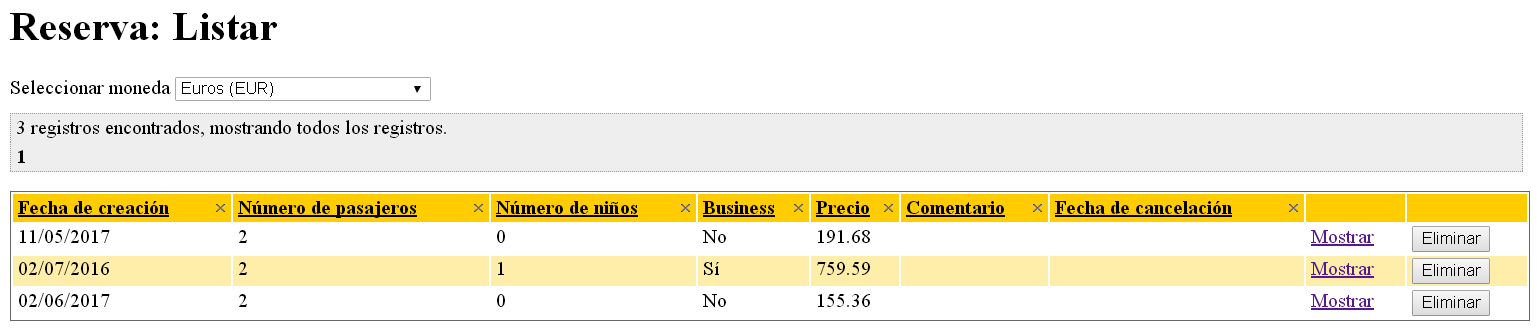 Reserva: Listar
Seleccionar moneda Euros (EUR)
3 registros encontrados, mostrando todos los registros.
1
Fecha de creación Número de pasajeros Número de niños Business Precio Comentario Fecha de cancelación
11/05/2017 2 0 No 191.68 Mostrar Eliminar
02/07/2016 2 1 Sí 759.59 Mostrar Eliminar
02/06/2017 2 0 No 155.36 Mostrar Eliminar